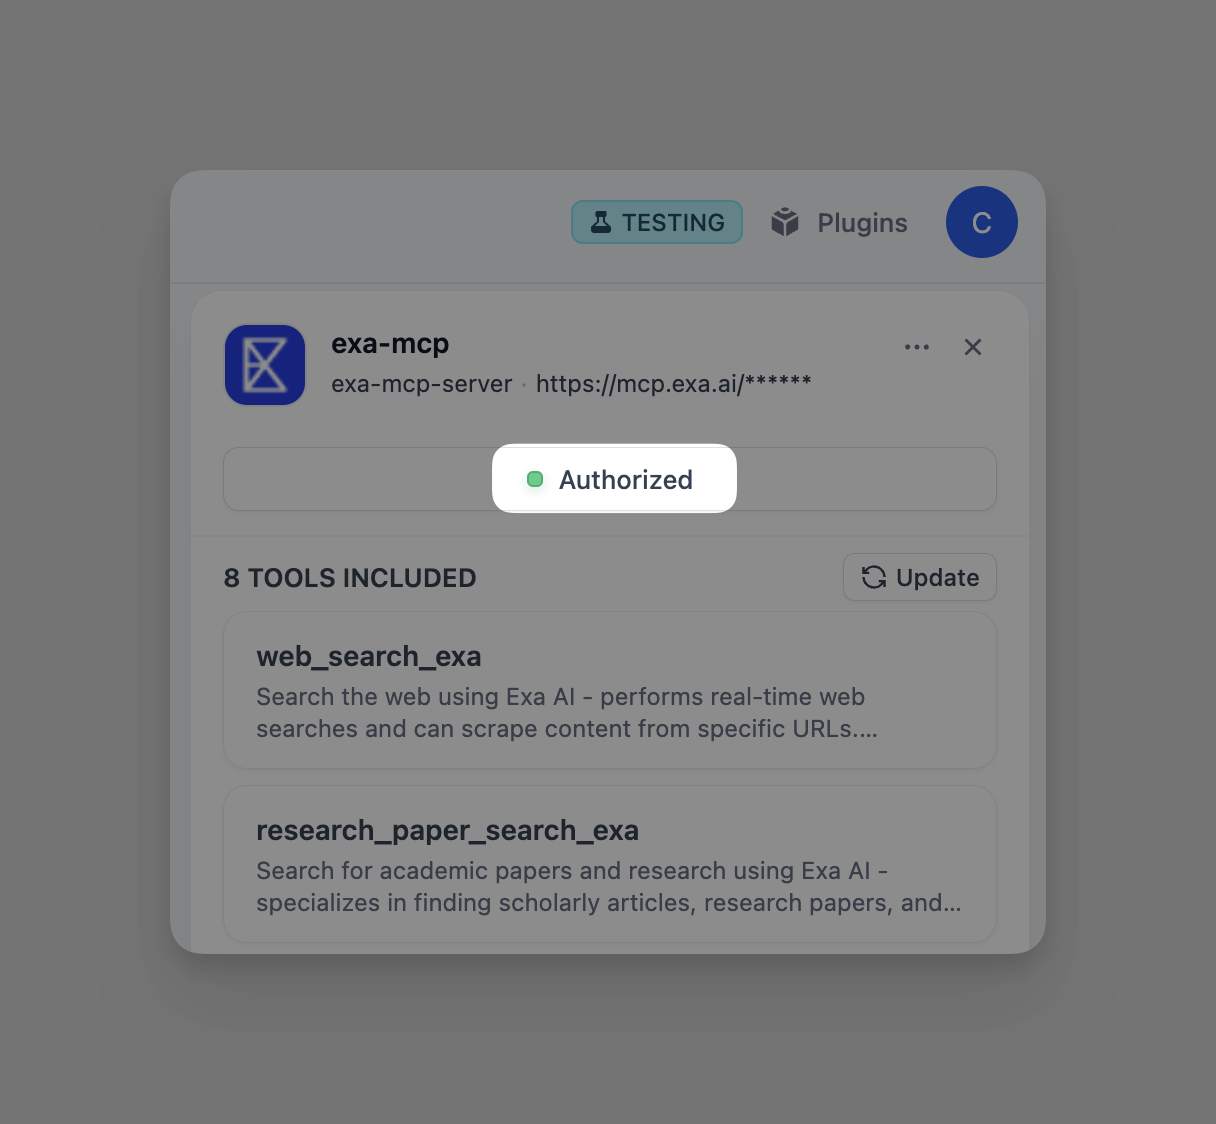 TESTING
Plugins
C
exa-mcp
exa-mcp-server · https://mcp.exa.ai/******
Authorized
8 TOOLS INCLUDED
Update
web_search_exa
Search the web using Exa AI - performs real-time web
searches and can scrape content from specific URLs....
research_paper_search_exa
Search for academic papers and research using Exa AI -
specializes in finding scholarly articles, research papers, and...